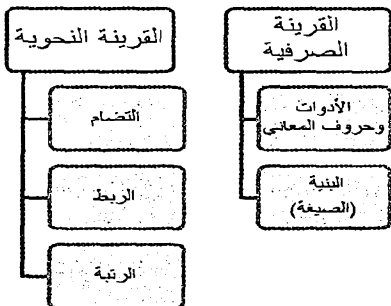 القرينة
الصرفية
الأدوات
وحروف المعاني
البنية
(الصيغة)
القرينة النحوية
التضام
الربط
الرتبة